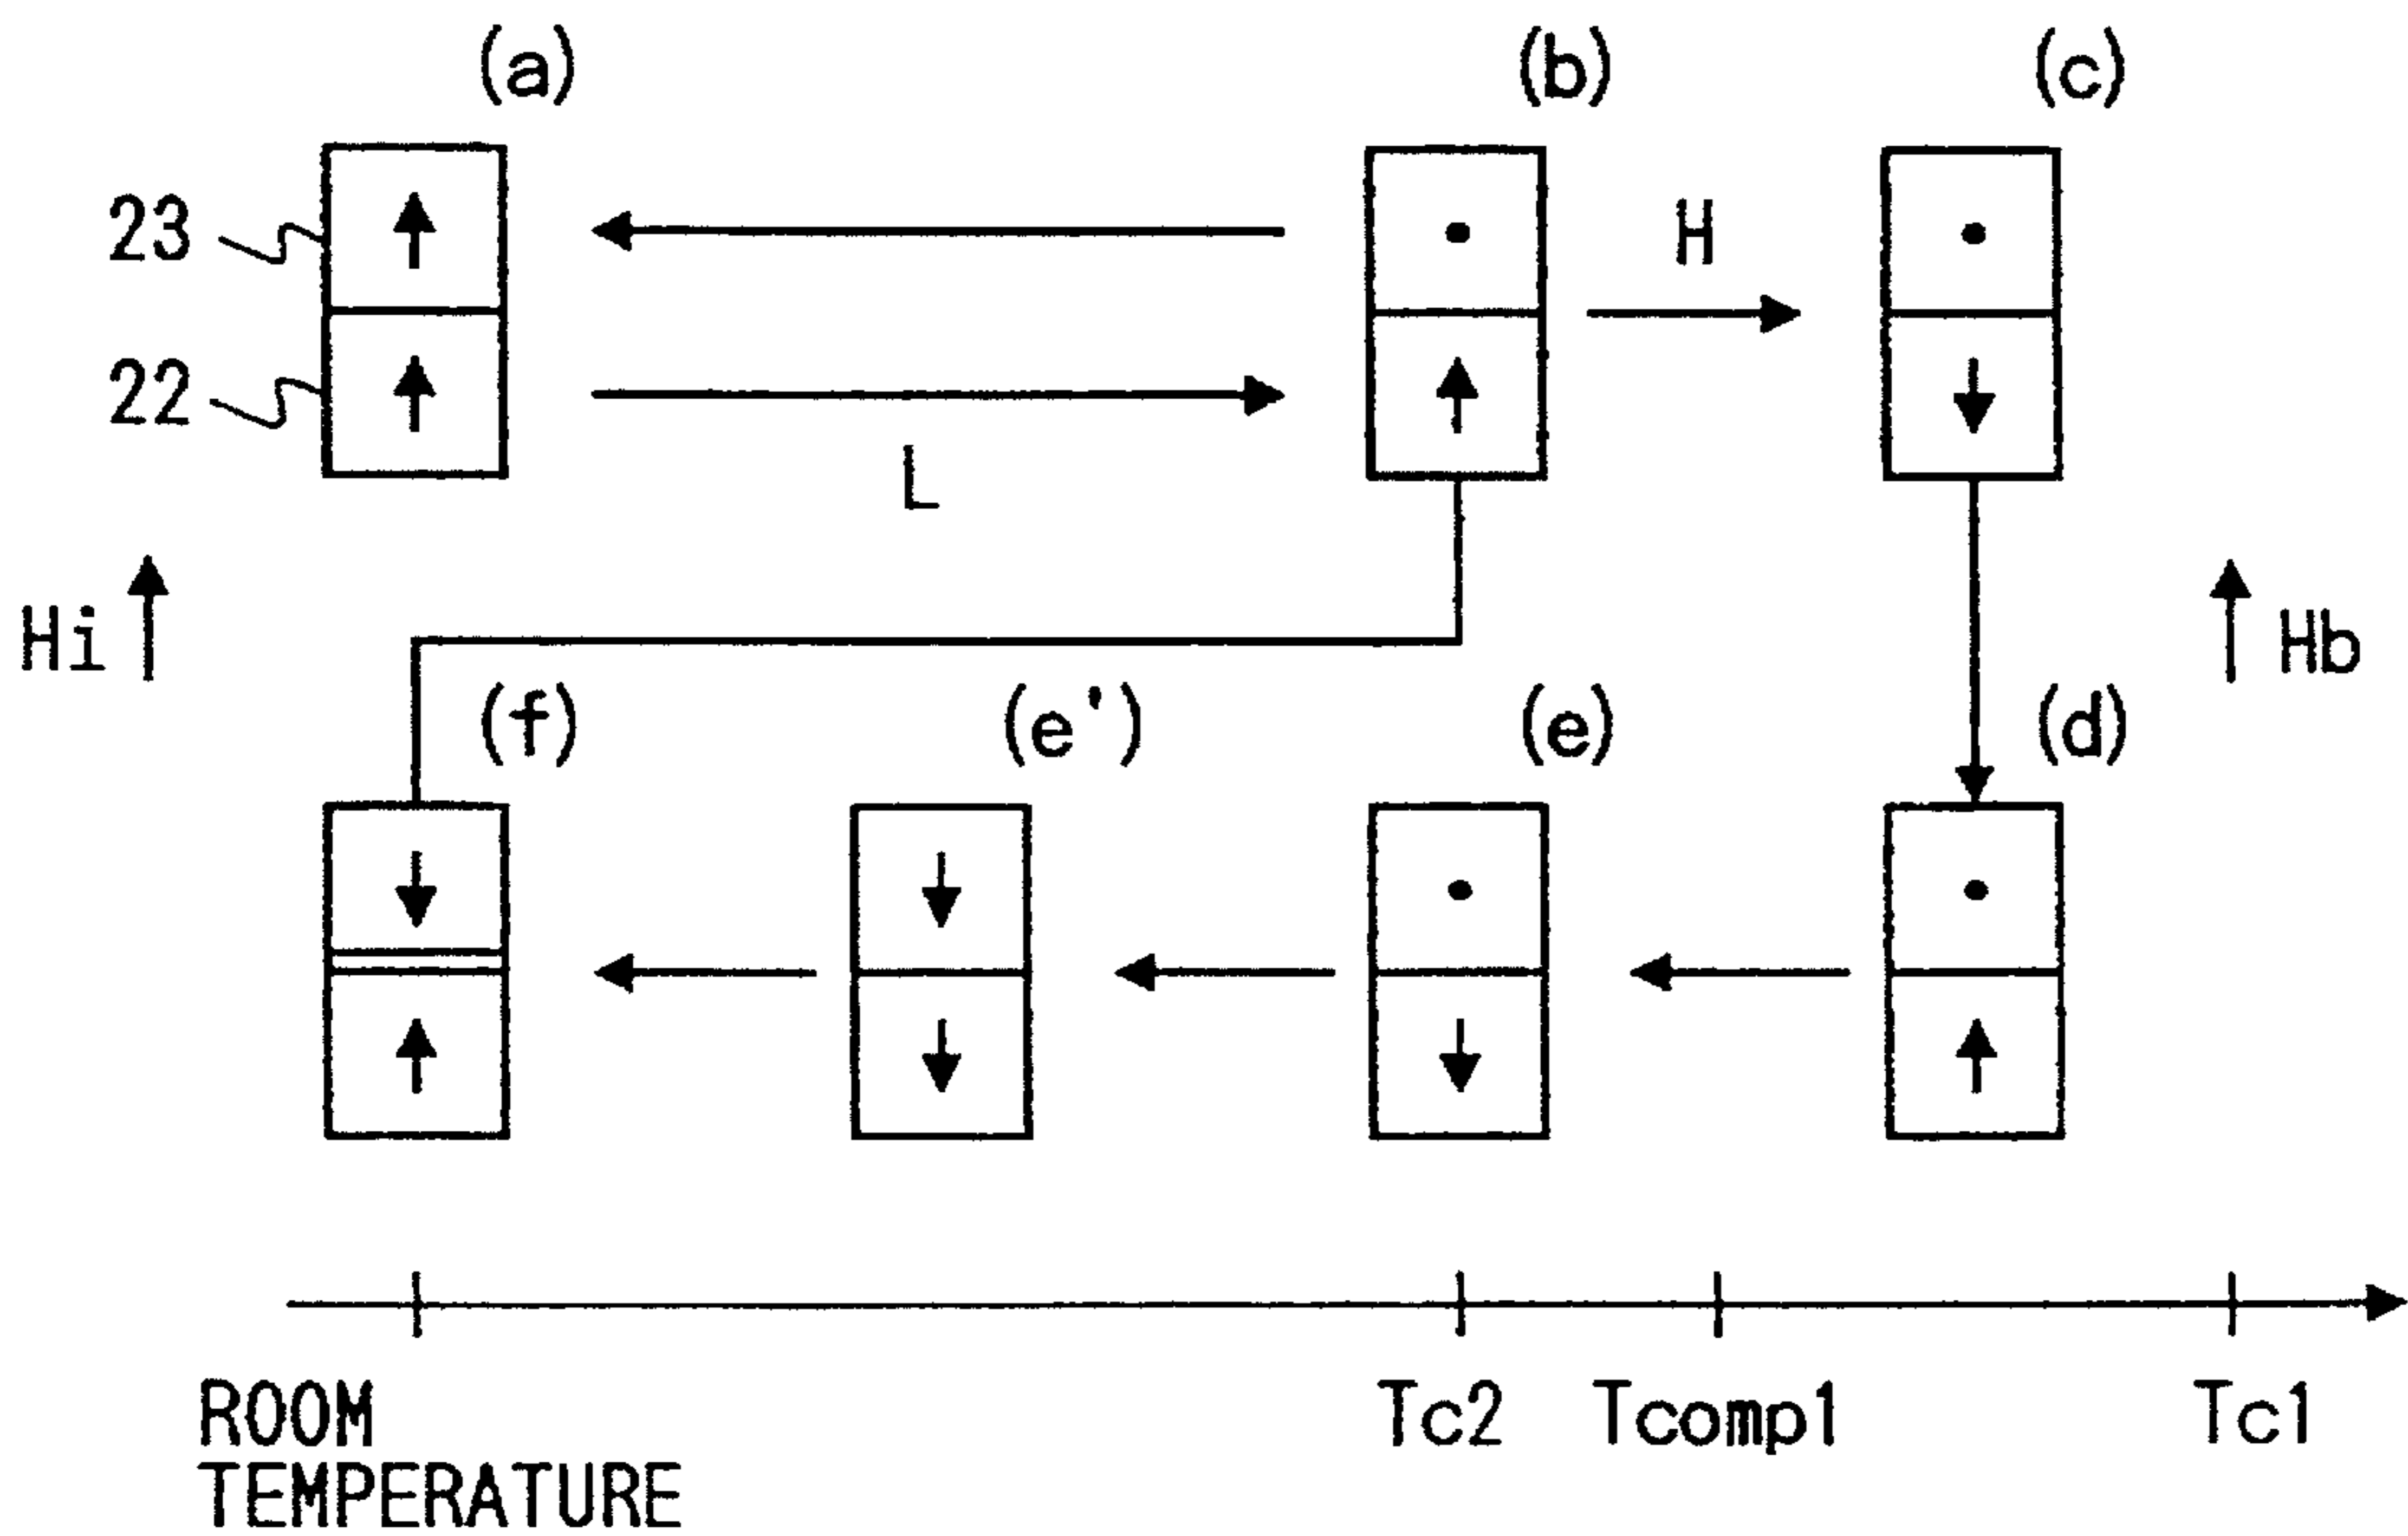 (a) (b) (c)
23
H
22
L
Hi Hb
(f) (e') (e) (d)
Tc2 Tcomp1 Tc1
ROOM
TEMPERATURE